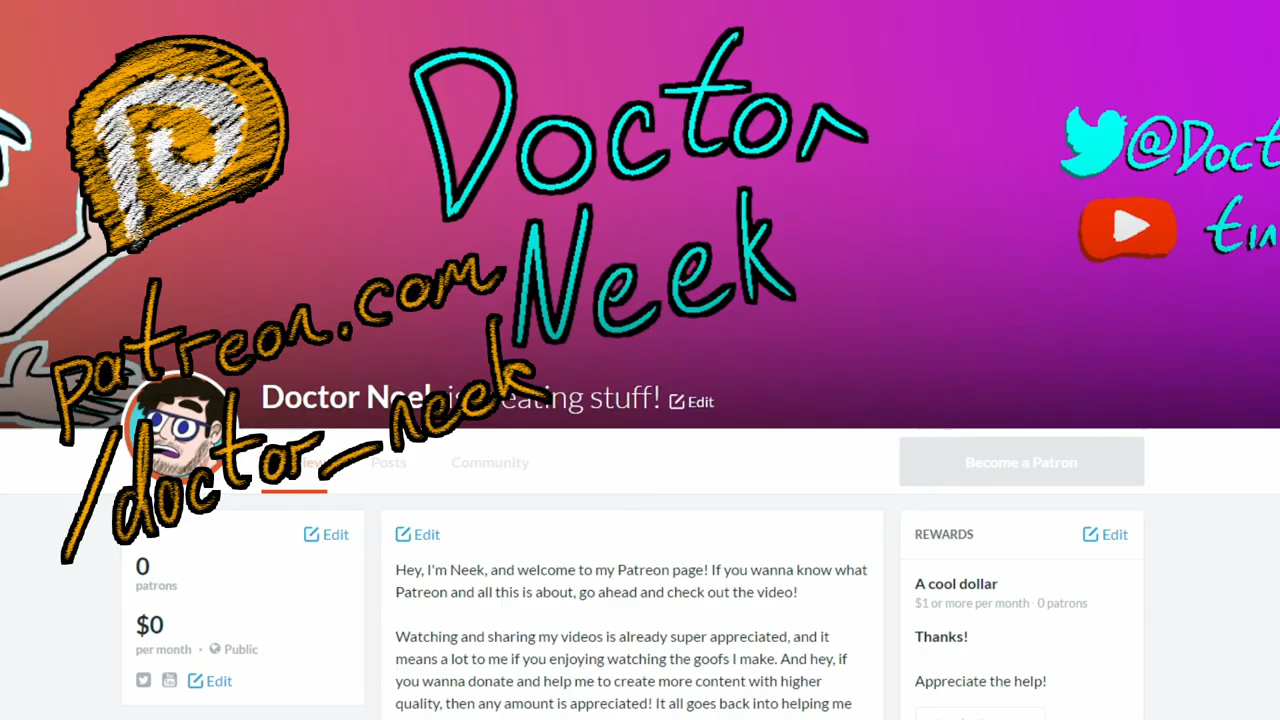 Doctor
Neek
@Doct
tin
patreon.com
/doctor_neek
Doctor Neek is creating stuff! Edit
Posts Community
Become a Patron
Edit
0
patrons
$0
per month · Public
Edit
Edit
Hey, I'm Neek, and welcome to my Patreon page! If you wanna know what
Patreon and all this is about, go ahead and check out the video!
Watching and sharing my videos is already super appreciated, and it
means a lot to me if you enjoying watching the goofs I make. And hey, if
you wanna donate and help me to create more content with higher
quality, then any amount is appreciated! It all goes back into helping me
REWARDS Edit
A cool dollar
$1 or more per month · 0 patrons
Thanks!
Appreciate the help!